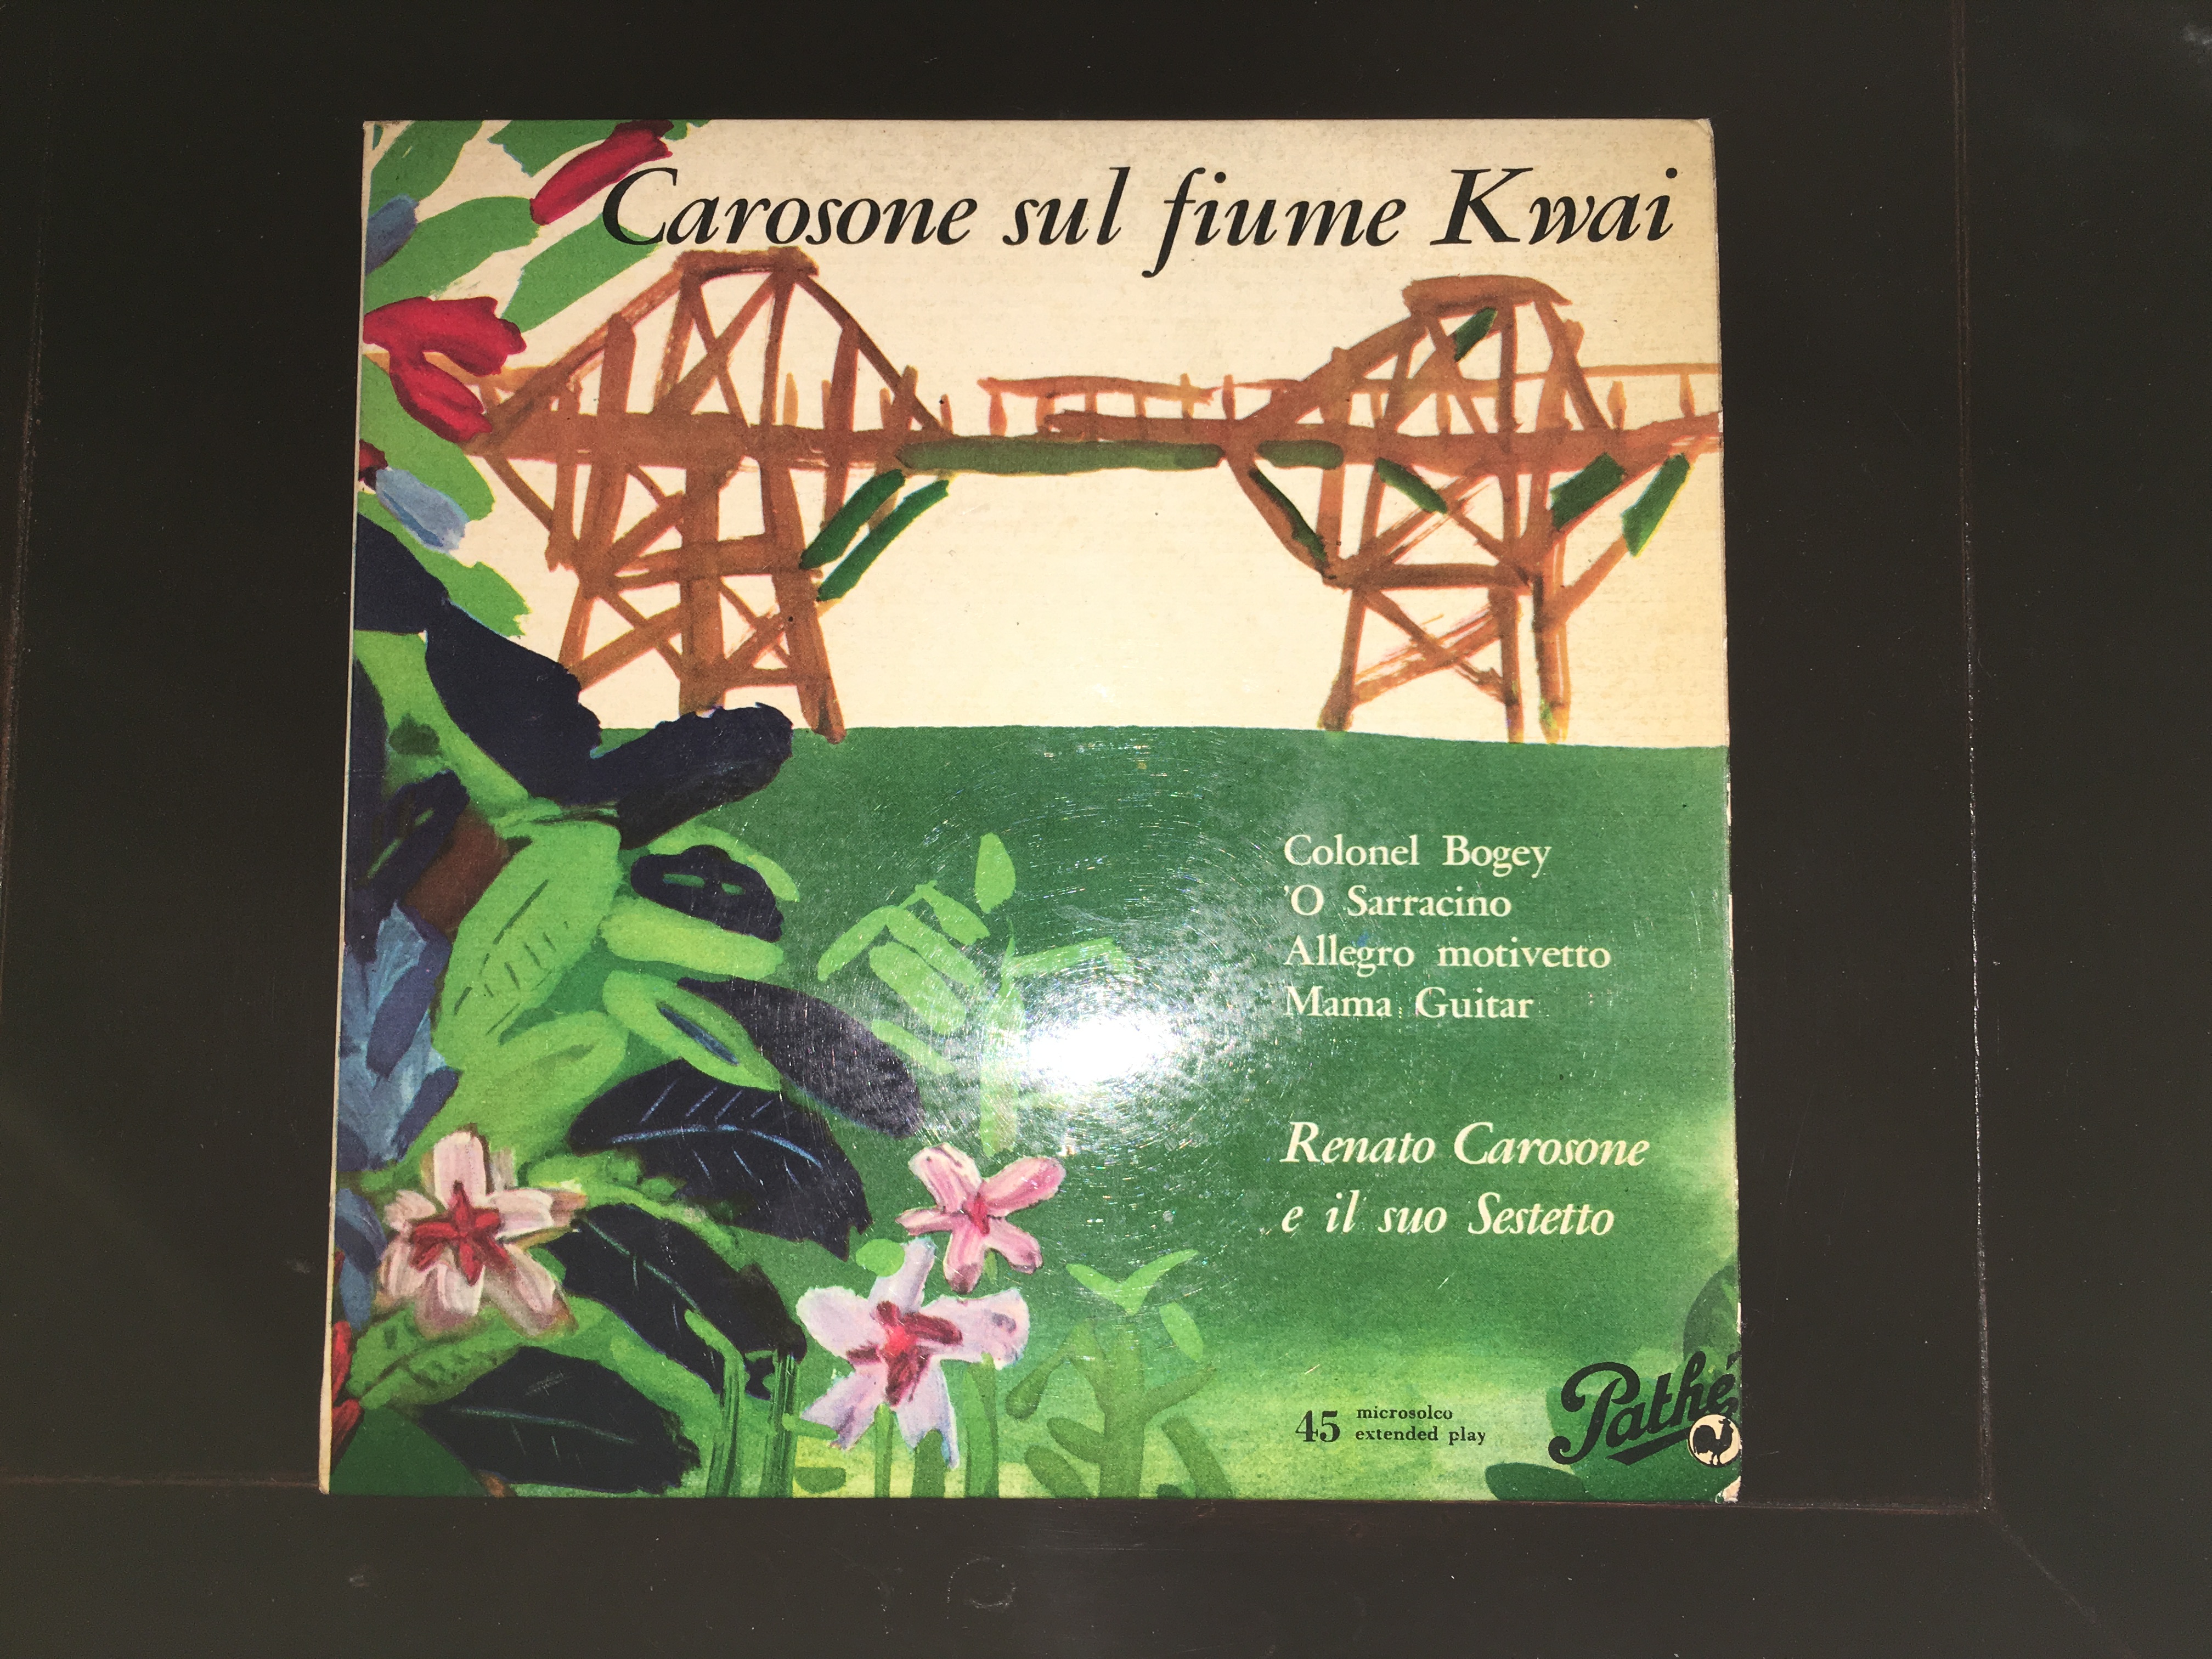 Carosone sul fiume Kwai
Colonel Bogey
'O Sarracino
Allegro motivetto
Mama Guitar
Renato Carosone
e il suo Sestetto
45 microsolco
extended play
Pathé